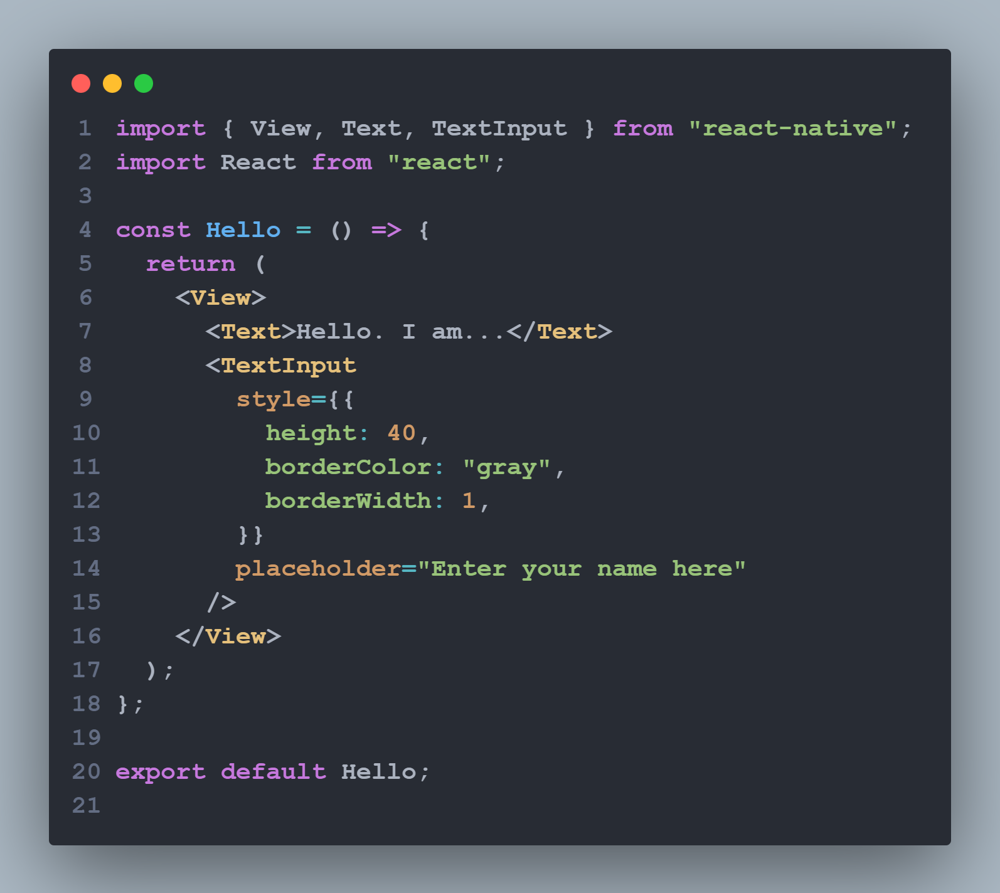 1 import { View, Text, TextInput } from "react-native";
2 import React from "react";
3
4 const Hello = () => {
5   return (
6     <View>
7       <Text>Hello. I am...</Text>
8       <TextInput
9         style={{
10           height: 40,
11           borderColor: "gray",
12           borderWidth: 1,
13         }}
14         placeholder="Enter your name here"
15       />
16     </View>
17   );
18 };
19
20 export default Hello;
21